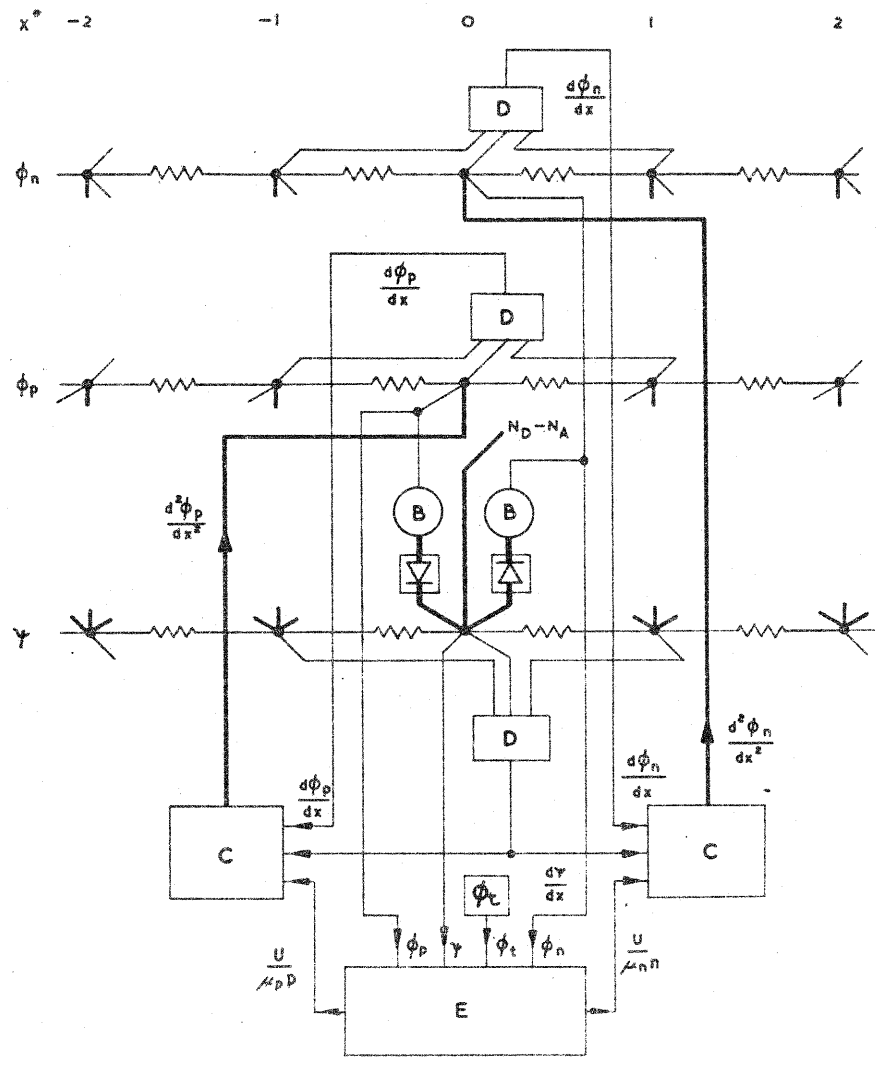 x* -2 -1 0 1 2
D
dϕn
dx
ϕn
dϕp
dx
D
ϕp
ND-NA
d²ϕp
dx²
B
B
ψ
D
d²ϕn
dx²
dϕp
dx
dϕn
dx
C
C
ϕt
dψ
dx
U
μpp
ϕp
ψ
ϕt
ϕn
U
μnn
E